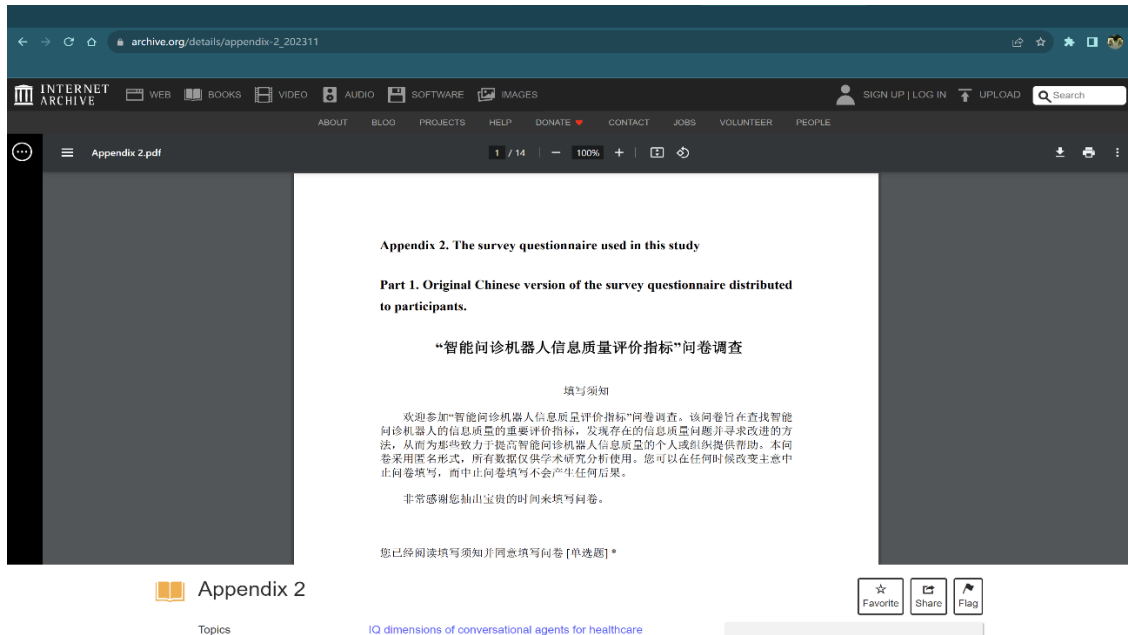 archive.org/details/appendix-2_202311
INTERNET ARCHIVE WEB BOOKS VIDEO AUDIO SOFTWARE IMAGES SIGN UP | LOG IN UPLOAD Search
ABOUT BLOG PROJECTS HELP DONATE CONTACT JOBS VOLUNTEER PEOPLE
Appendix 2.pdf 1 / 14 100%
Appendix 2. The survey questionnaire used in this study
Part 1. Original Chinese version of the survey questionnaire distributed
to participants.
“智能问诊机器人信息质量评价指标”问卷调查
填写须知
欢迎参加“智能问诊机器人信息质量评价指标”问卷调查。该问卷旨在查找智能
问诊机器人的信息质量的重要评价指标，发现存在的信息质量问题并寻求改进的方
法，从而为那些致力于提高智能问诊机器人信息质量的个人或组织提供帮助。本问
卷采用匿名形式，所有数据仅供学术研究分析使用。您可以在任何时候改变主意中
止问卷填写，而中止问卷填写不会产生任何后果。
非常感谢您抽出宝贵的时间来填写问卷。
您已经阅读填写须知并同意填写问卷 [单选题] *
Appendix 2
Favorite Share Flag
Topics IQ dimensions of conversational agents for healthcare